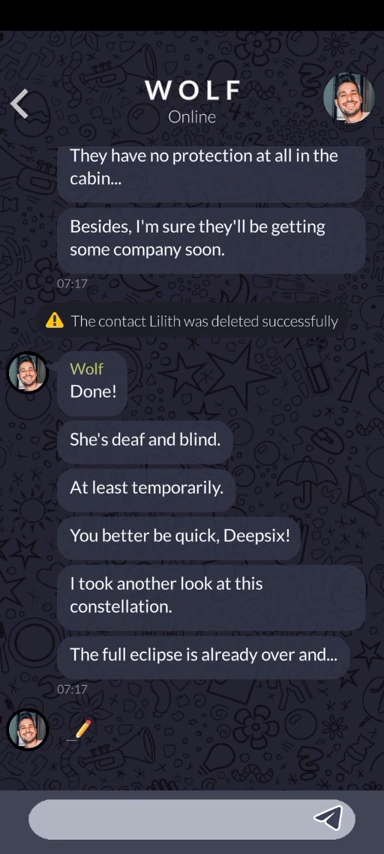 WOLF
Online
They have no protection at all in the
cabin...
Besides, I'm sure they'll be getting
some company soon.
07:17
The contact Lilith was deleted successfully
Wolf
Done!
She's deaf and blind.
At least temporarily.
You better be quick, Deepsix!
I took another look at this
constellation.
The full eclipse is already over and...
07:17